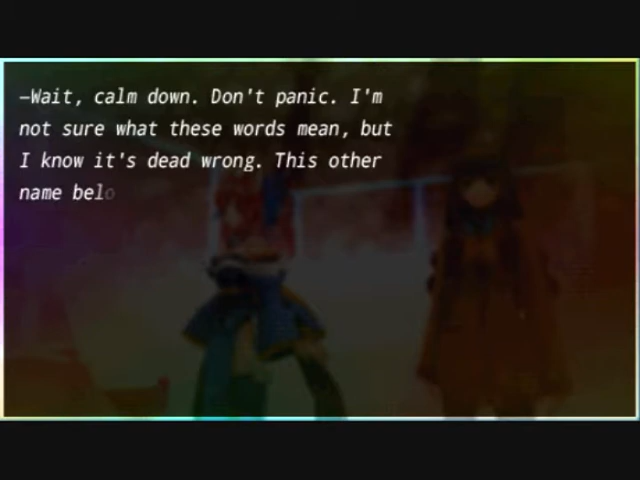 —Wait, calm down. Don't panic. I'm
not sure what these words mean, but
I know it's dead wrong. This other
name belo